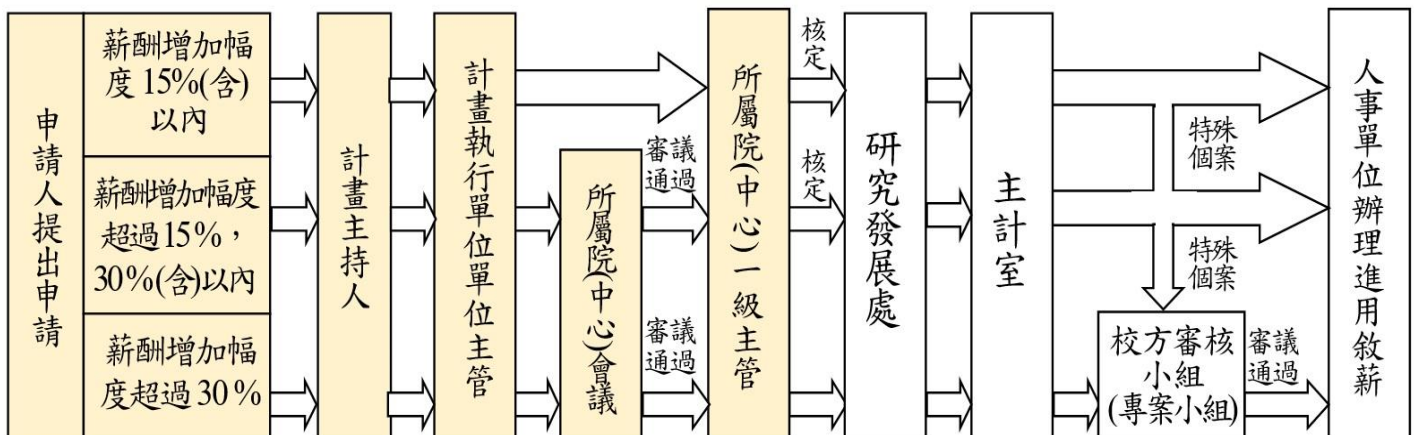 申請人提出申請
薪酬增加幅
度 15%(含)
以內
薪酬增加幅度
超過15%，
30%(含)以內
薪酬增加幅
度超過30%
計畫主持人
計畫執行單位單位主管
所屬院(中心)會議
審議
通過
審議
通過
所屬院(中心)一級主管
核定
核定
研究發展處
主計室
特殊
個案
特殊
個案
校方審核
小組
(專案小組)
審議
通過
人事單位辦理進用敘薪